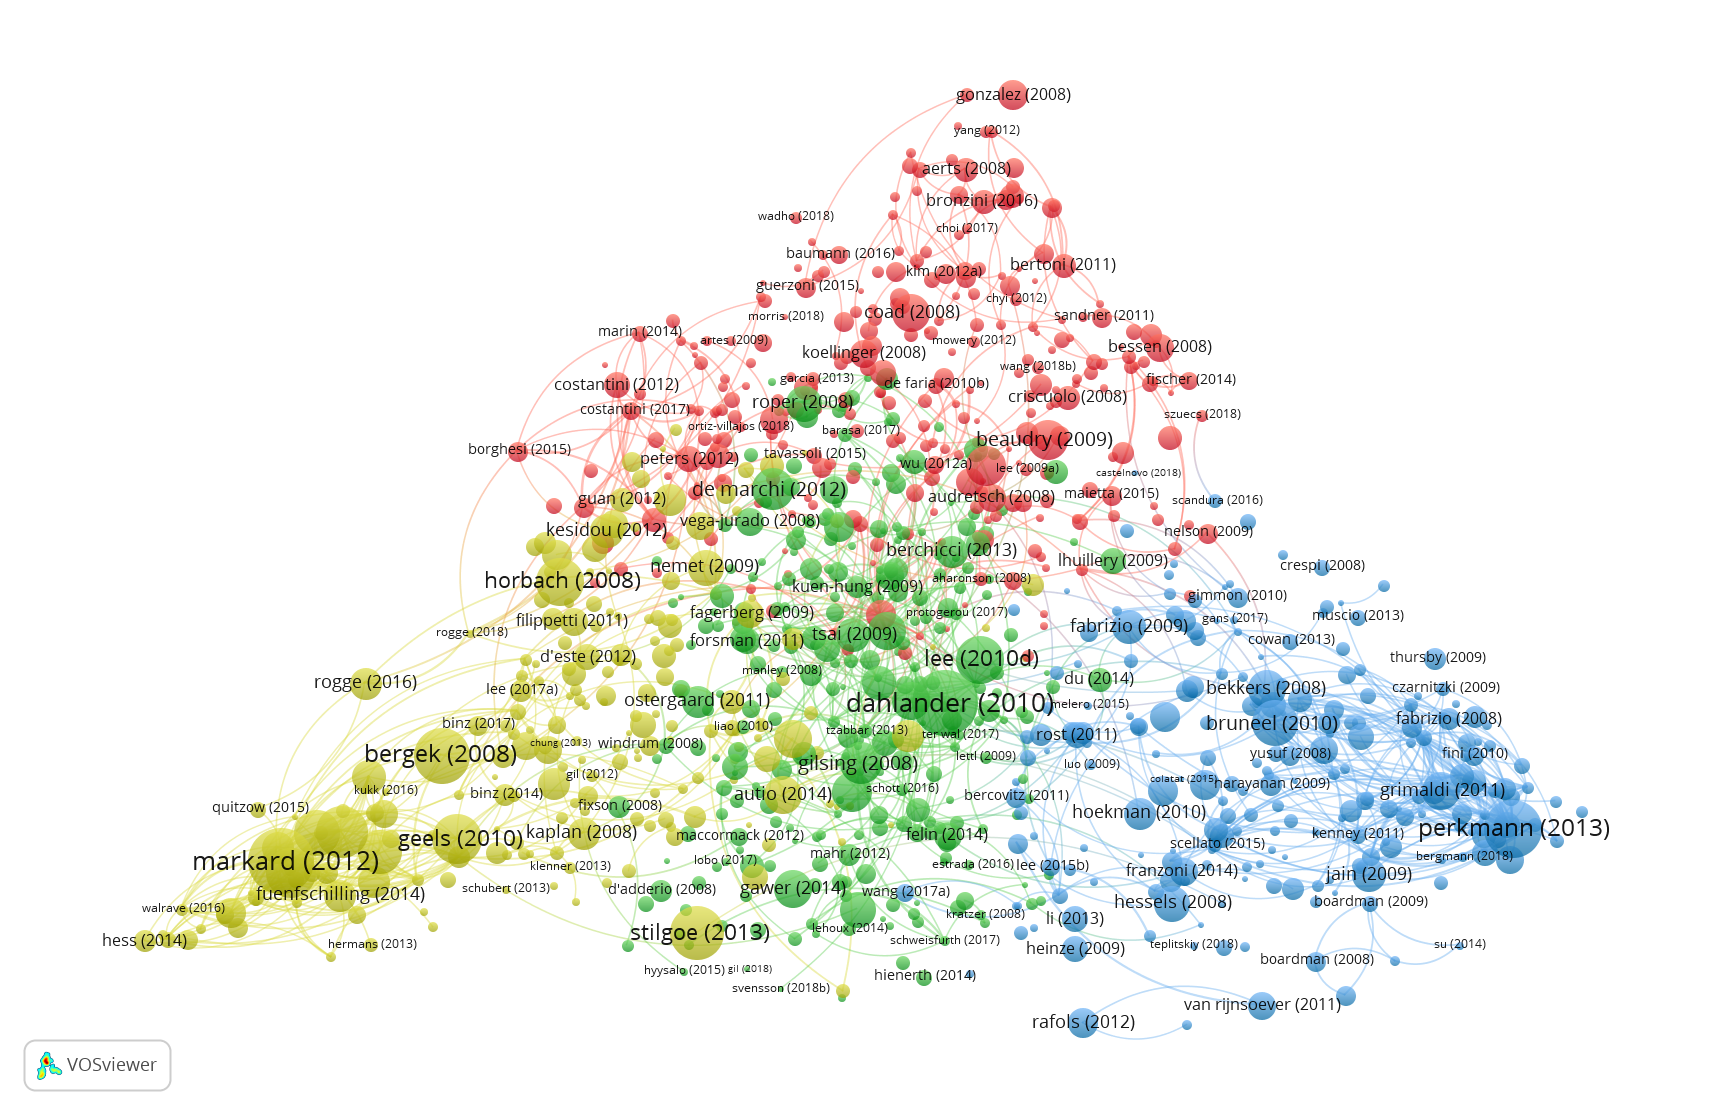 gonzalez (2008)
yang (2012)
aerts (2008)
bronzini (2016)
wadho (2018)
choi (2017)
baumann (2016)
bertoni (2011)
kim (2012a)
guerzoni (2015)
chyi (2012)
coad (2008)
morris (2018)
sandner (2011)
marin (2014)
artes (2009)
mowery (2012)
bessen (2008)
koellinger (2008)
wang (2018b)
garcia (2013)
fischer (2014)
costantini (2012)
de faria (2010b)
criscuolo (2008)
roper (2008)
costantini (2017)
szuecs (2018)
ortiz-villajos (2018)
barasa (2017)
beaudry (2009)
borghesi (2015)
tavassoli (2015)
peters (2012)
wu (2012a)
lee (2009a)
castelnovo (2018)
de marchi (2012)
guan (2012)
audretsch (2008)
maietta (2015)
scandura (2016)
vega-jurado (2008)
kesidou (2012)
nelson (2009)
berchicci (2013)
lhuillery (2009)
nemet (2009)
crespi (2008)
horbach (2008)
kuen-hung (2009)
aharonson (2008)
gimmon (2010)
fagerberg (2009)
protogerou (2017)
muscio (2013)
filippetti (2011)
gans (2017)
fabrizio (2009)
rogge (2018)
tsai (2009)
forsman (2011)
cowan (2013)
d'este (2012)
lee (2010d)
thursby (2009)
manley (2008)
du (2014)
rogge (2016)
lee (2017a)
bekkers (2008)
czarnitzki (2009)
ostergaard (2011)
dahlander (2010)
melero (2015)
fabrizio (2008)
binz (2017)
liao (2010)
tzabbar (2013)
ter wal (2017)
rost (2011)
bruneel (2010)
chung (2013)
windrum (2008)
bergek (2008)
lettl (2009)
yusuf (2008)
fini (2010)
gilsing (2008)
luo (2009)
gil (2012)
colatat (2015)
narayanan (2009)
kukk (2016)
schott (2016)
grimaldi (2011)
binz (2014)
autio (2014)
bercovitz (2011)
quitzow (2015)
fixson (2008)
hoekman (2010)
perkmann (2013)
geels (2010)
kaplan (2008)
maccormack (2012)
felin (2014)
kenney (2011)
scellato (2015)
mahr (2012)
bergmann (2018)
markard (2012)
klenner (2013)
lobo (2017)
estrada (2016)
lee (2015b)
franzoni (2014)
jain (2009)
fuenfschilling (2014)
schubert (2013)
d'adderio (2008)
gawer (2014)
wang (2017a)
hessels (2008)
boardman (2009)
walrave (2016)
kratzer (2008)
li (2013)
lehoux (2014)
stilgoe (2013)
hess (2014)
hermans (2013)
schweisfurth (2017)
heinze (2009)
teplitskiy (2018)
su (2014)
boardman (2008)
hyysalo (2015)
gil (2018)
hienerth (2014)
svensson (2018b)
van rijnsoever (2011)
rafols (2012)
VOSviewer